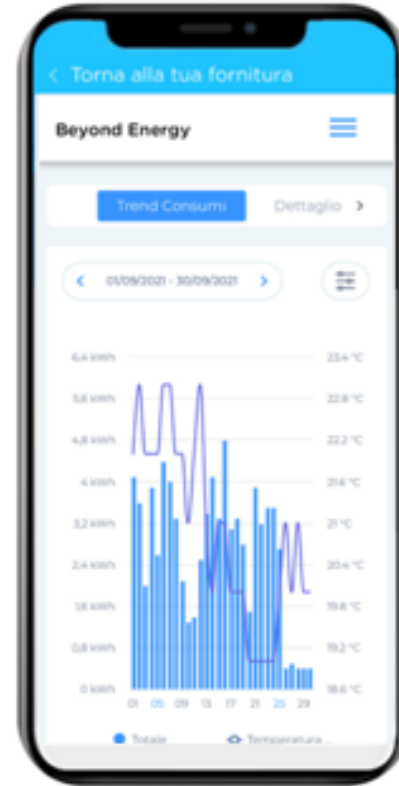 < Torna alla tua fornitura
Beyond Energy
Trend Consumi Dettaglio >
< 01/09/2021 - 30/09/2021 >
6,4 kWh 23.4 °C
5,6 kWh 22.8 °C
4,8 kWh 22.2 °C
4 kWh 21.6 °C
3,2 kWh 21 °C
2,4 kWh 20.4 °C
1,6 kWh 19.8 °C
0,8 kWh 19.2 °C
0 kWh 18.6 °C
01 05 09 13 17 21 25 29
Totale Temperatura ...